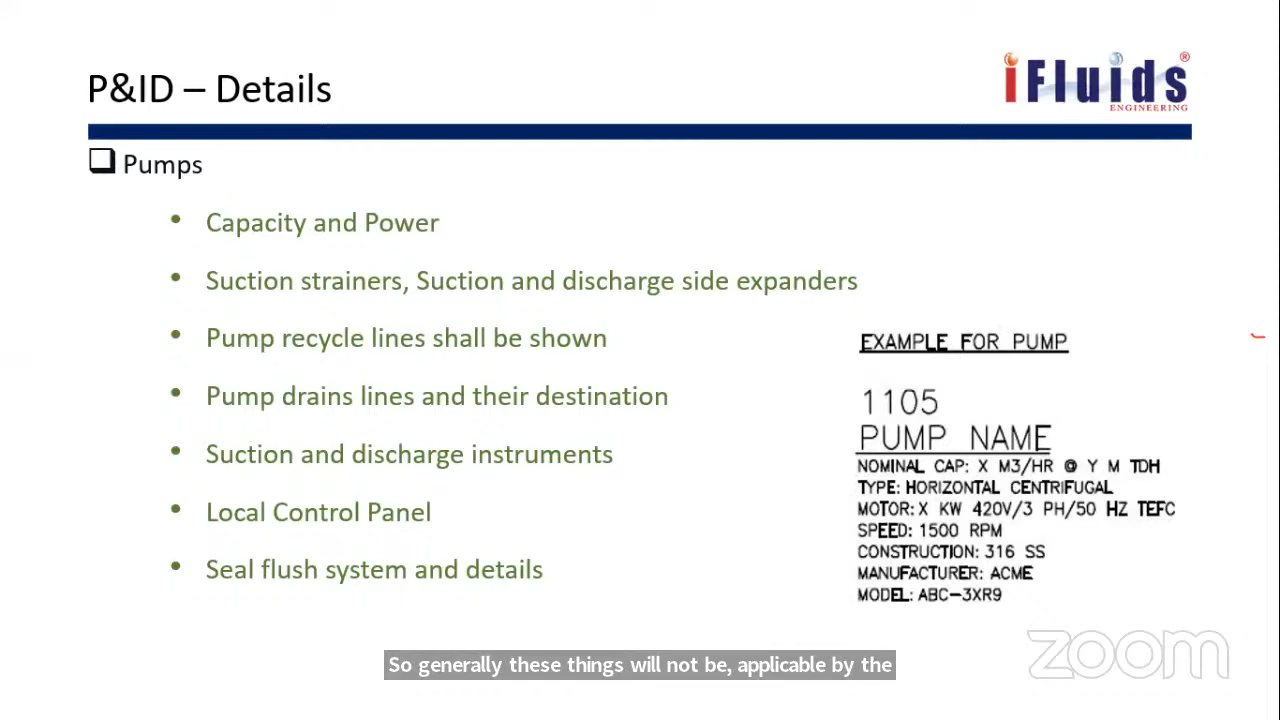 P&ID – Details
iFluids®
ENGINEERING
Pumps
• Capacity and Power
• Suction strainers, Suction and discharge side expanders
• Pump recycle lines shall be shown
• Pump drains lines and their destination
• Suction and discharge instruments
• Local Control Panel
• Seal flush system and details
EXAMPLE FOR PUMP
1105
PUMP NAME
NOMINAL CAP: X M3/HR @ Y M TDH
TYPE: HORIZONTAL CENTRIFUGAL
MOTOR: X KW 420V/3 PH/50 HZ TEFC
SPEED: 1500 RPM
CONSTRUCTION: 316 SS
MANUFACTURER: ACME
MODEL: ABC-3XR9
So generally these things will not be, applicable by the
zoom